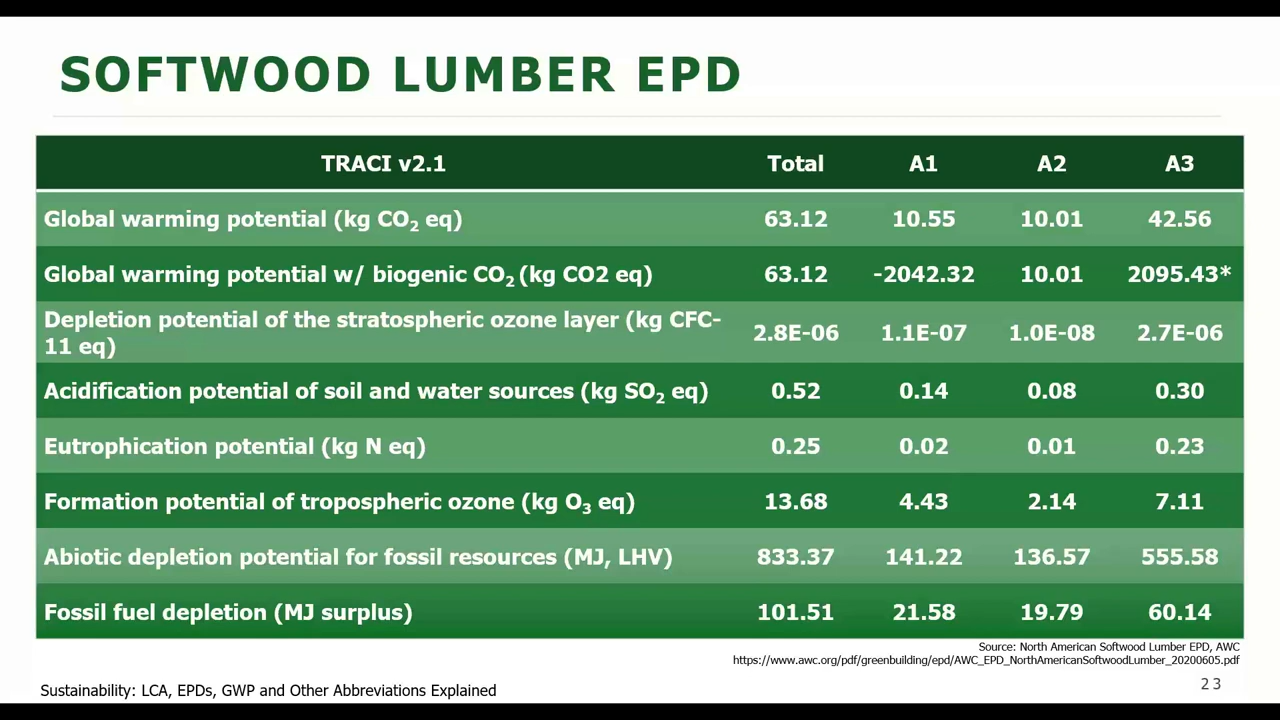 SOFTWOOD LUMBER EPD
TRACI v2.1 Total A1 A2 A3
Global warming potential (kg CO₂ eq) 63.12 10.55 10.01 42.56
Global warming potential w/ biogenic CO₂ (kg CO2 eq) 63.12 -2042.32 10.01 2095.43*
Depletion potential of the stratospheric ozone layer (kg CFC-
11 eq) 2.8E-06 1.1E-07 1.0E-08 2.7E-06
Acidification potential of soil and water sources (kg SO₂ eq) 0.52 0.14 0.08 0.30
Eutrophication potential (kg N eq) 0.25 0.02 0.01 0.23
Formation potential of tropospheric ozone (kg O₃ eq) 13.68 4.43 2.14 7.11
Abiotic depletion potential for fossil resources (MJ, LHV) 833.37 141.22 136.57 555.58
Fossil fuel depletion (MJ surplus) 101.51 21.58 19.79 60.14
Source: North American Softwood Lumber EPD, AWC
https://www.awc.org/pdf/greenbuilding/epd/AWC_EPD_NorthAmericanSoftwoodLumber_20200605.pdf
23
Sustainability: LCA, EPDs, GWP and Other Abbreviations Explained